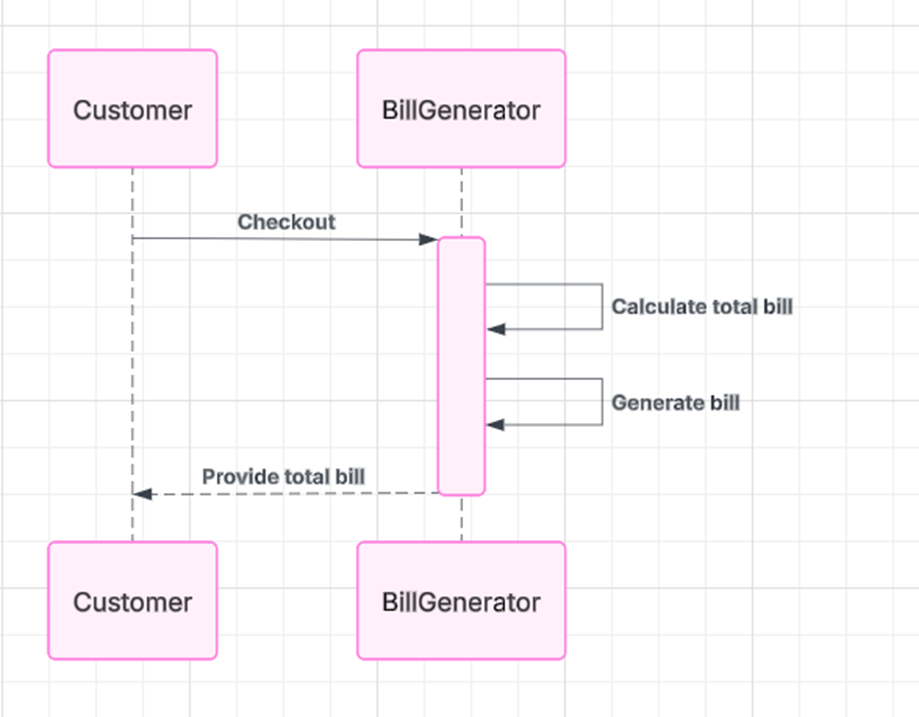 Customer
BillGenerator
Checkout
Calculate total bill
Generate bill
Provide total bill
Customer
BillGenerator